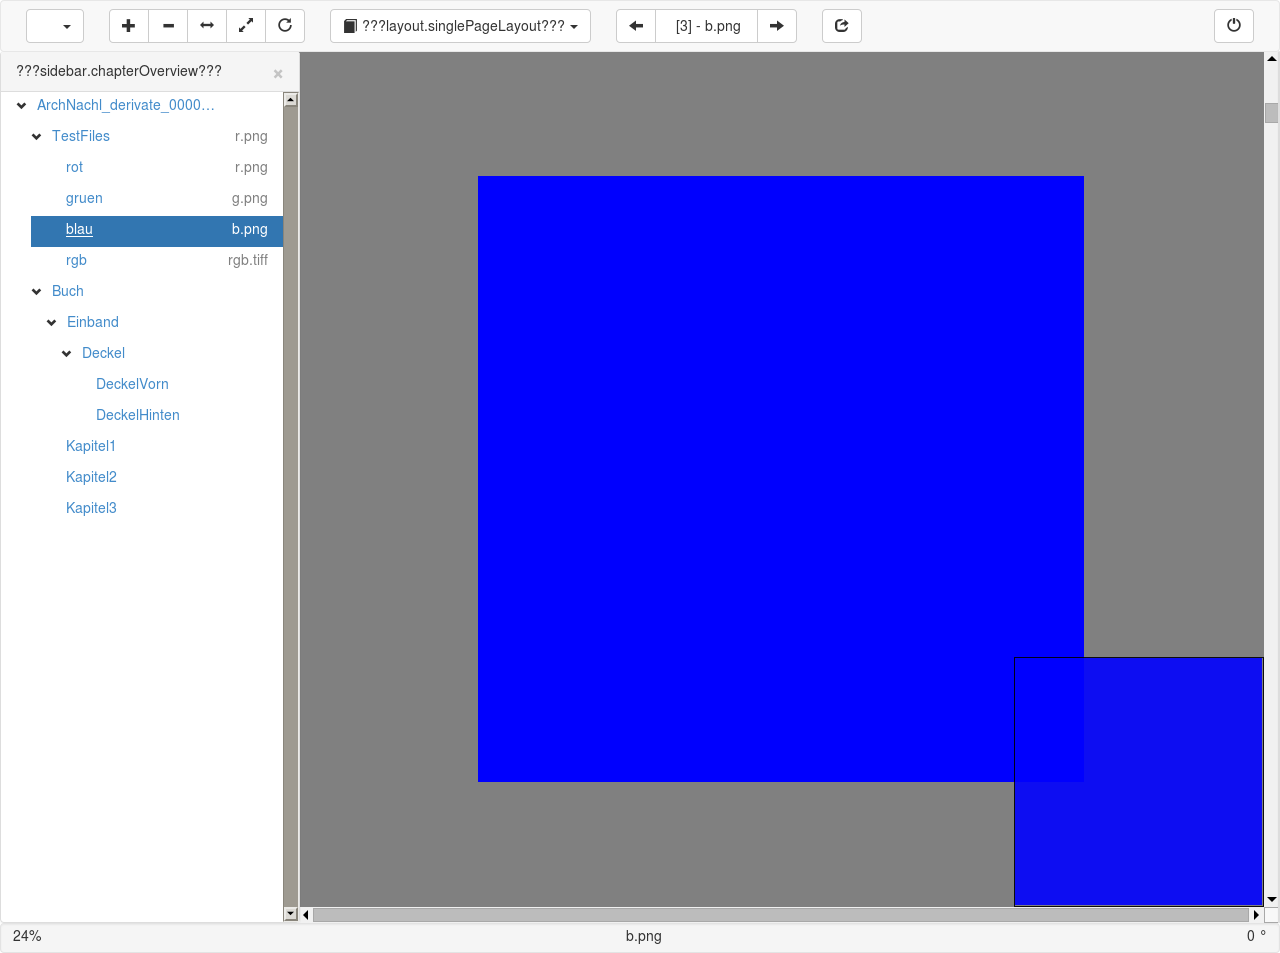 ???layout.singlePageLayout??? [3] - b.png
???sidebar.chapterOverview??? ×
ArchNachl_derivate_0000…
TestFiles r.png
rot r.png
gruen g.png
blau b.png
rgb rgb.tiff
Buch
Einband
Deckel
DeckelVorn
DeckelHinten
Kapitel1
Kapitel2
Kapitel3
24% b.png 0 °